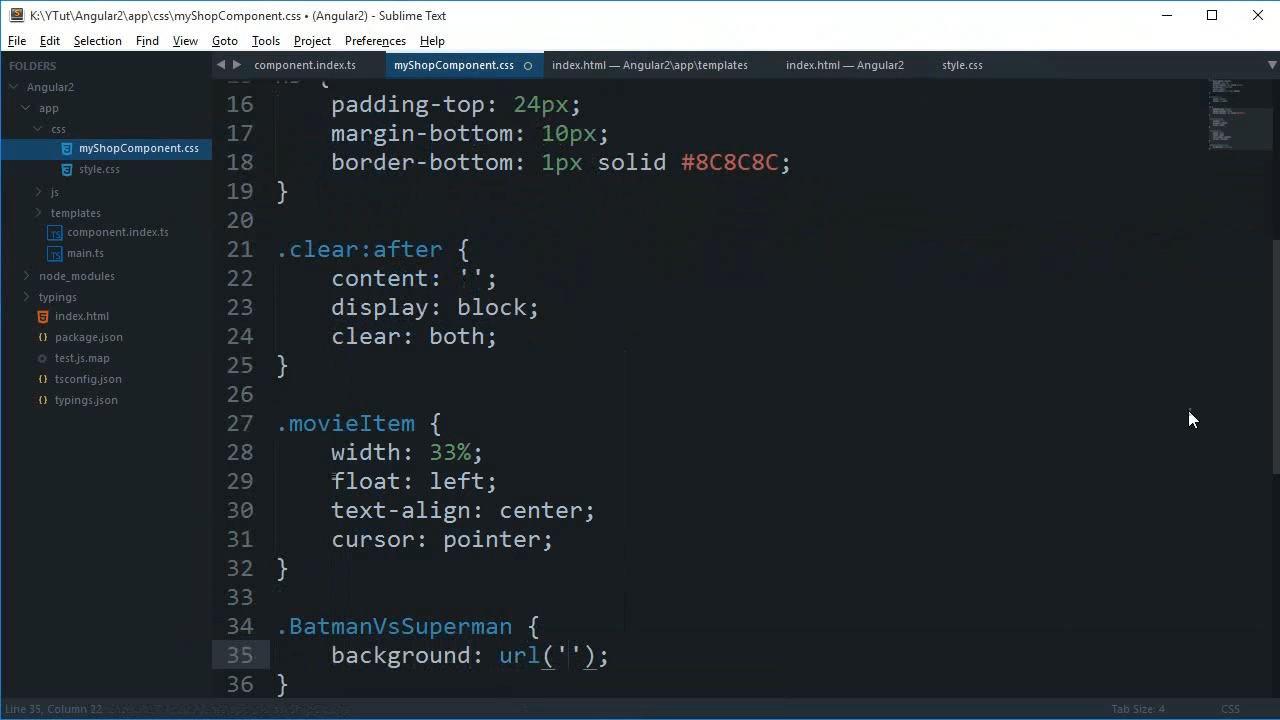 K:\YTut\Angular2\app\css\myShopComponent.css • (Angular2) - Sublime Text
File Edit Selection Find View Goto Tools Project Preferences Help
FOLDERS
Angular2
app
css
myShopComponent.css
style.css
js
templates
component.index.ts
main.ts
node_modules
typings
index.html
package.json
test.js.map
tsconfig.json
typings.json
component.index.ts myShopComponent.css index.html — Angular2\app\templates index.html — Angular2 style.css
16 padding-top: 24px;
17 margin-bottom: 10px;
18 border-bottom: 1px solid #8C8C8C;
19 }
20
21 .clear:after {
22 content: '';
23 display: block;
24 clear: both;
25 }
26
27 .movieItem {
28 width: 33%;
29 float: left;
30 text-align: center;
31 cursor: pointer;
32 }
33
34 .BatmanVsSuperman {
35 background: url('');
36 }
Line 35, Column 22 Tab Size: 4 CSS